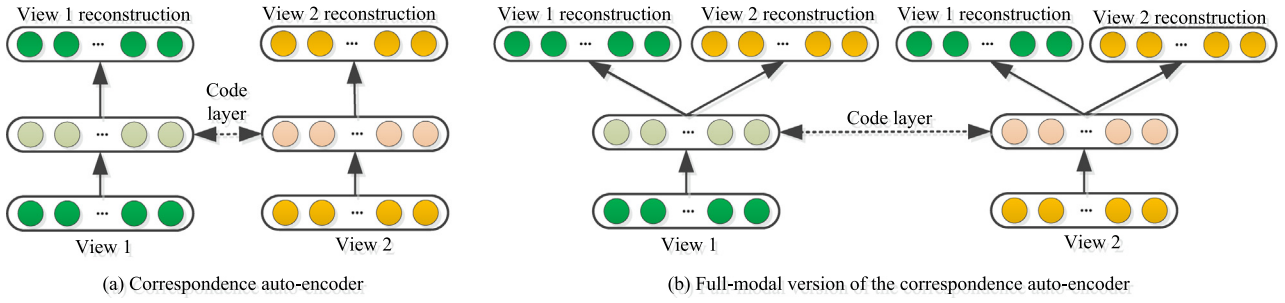 View 1 reconstruction
View 2 reconstruction
···
···
Code
layer
···
···
···
···
View 1
View 2
(a) Correspondence auto-encoder
View 1 reconstruction
View 2 reconstruction
View 1 reconstruction
View 2 reconstruction
···
···
···
···
Code layer
···
···
···
···
View 1
View 2
(b) Full-modal version of the correspondence auto-encoder